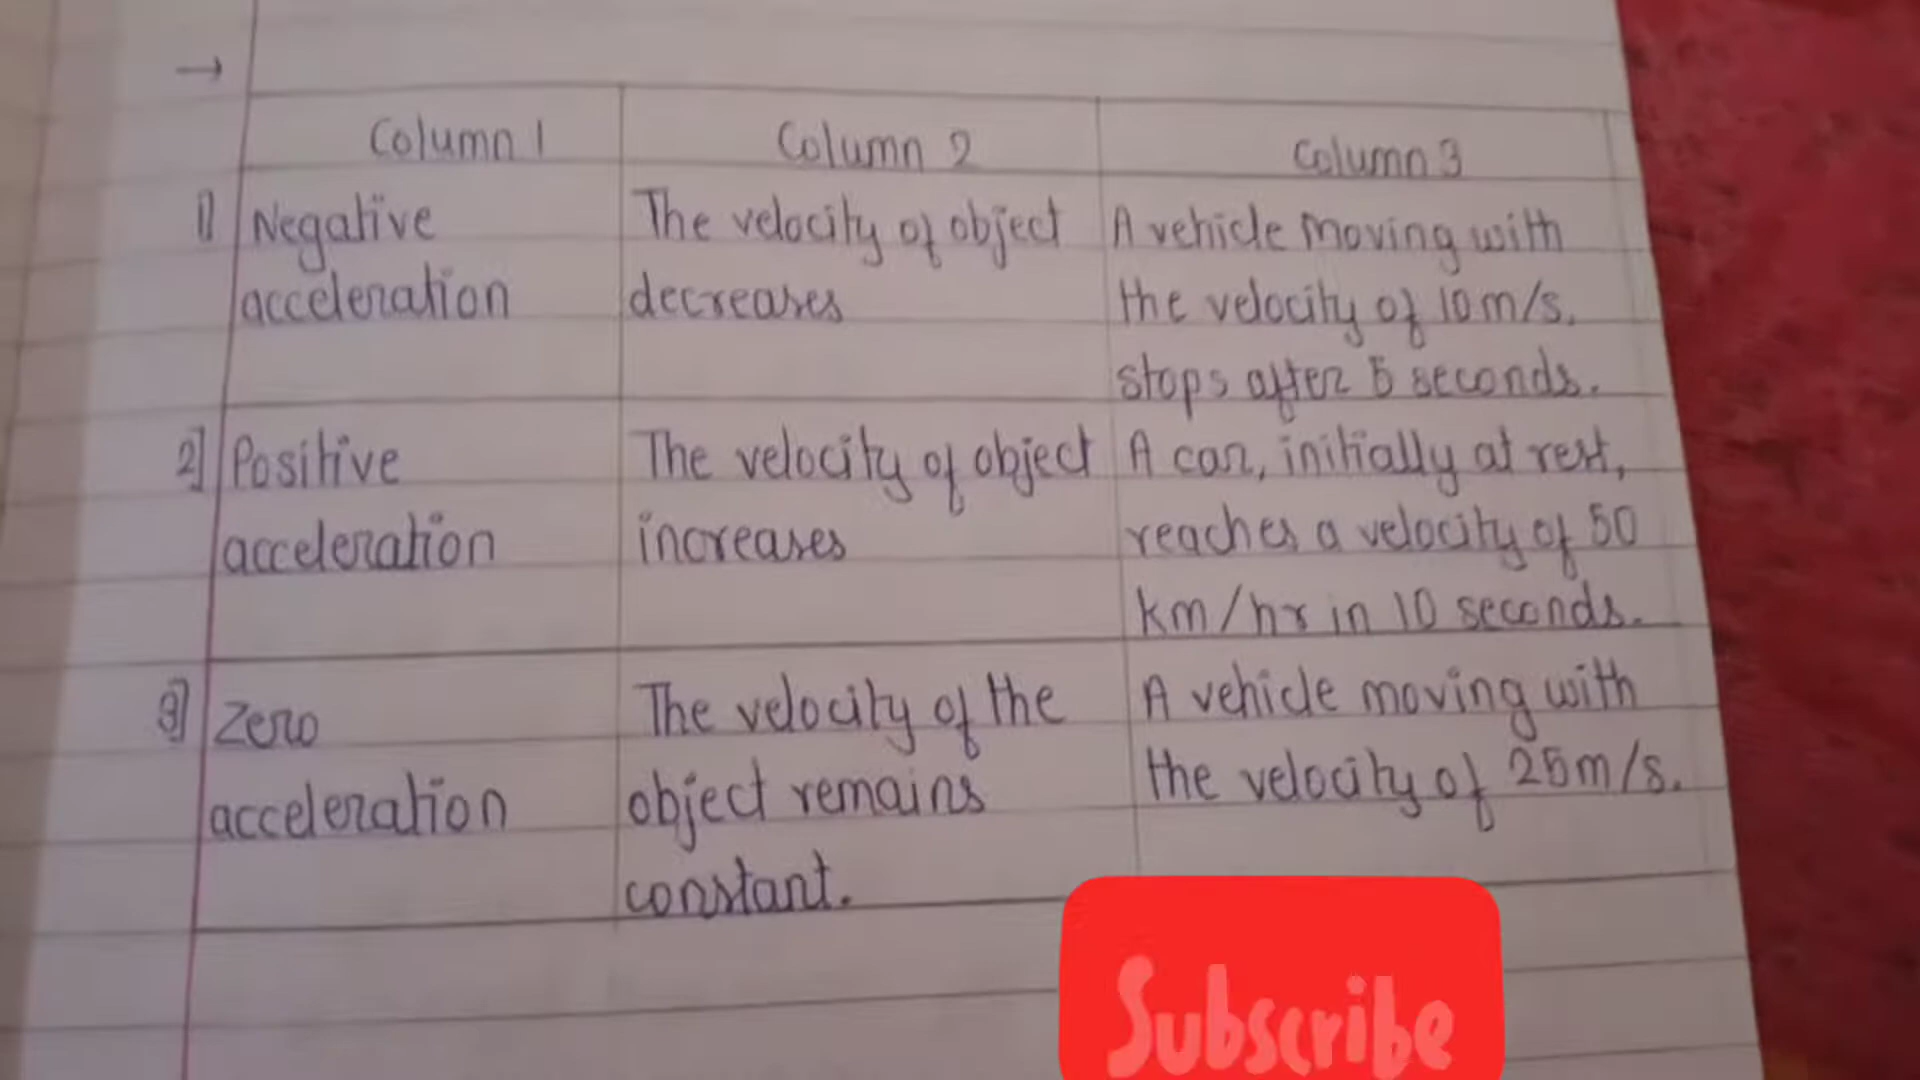 →
Column 1
Column 2
Column 3
1] Negative
acceleration
The velocity of object
decreases
A vehicle moving with
the velocity of 10 m/s.
stops after 5 seconds.
2] Positive
acceleration
The velocity of object
increases
A car, initially at rest,
reaches a velocity of 50
km/hr in 10 seconds.
3] Zero
acceleration
The velocity of the
object remains
constant.
A vehicle moving with
the velocity of 25m/s.
Subscribe